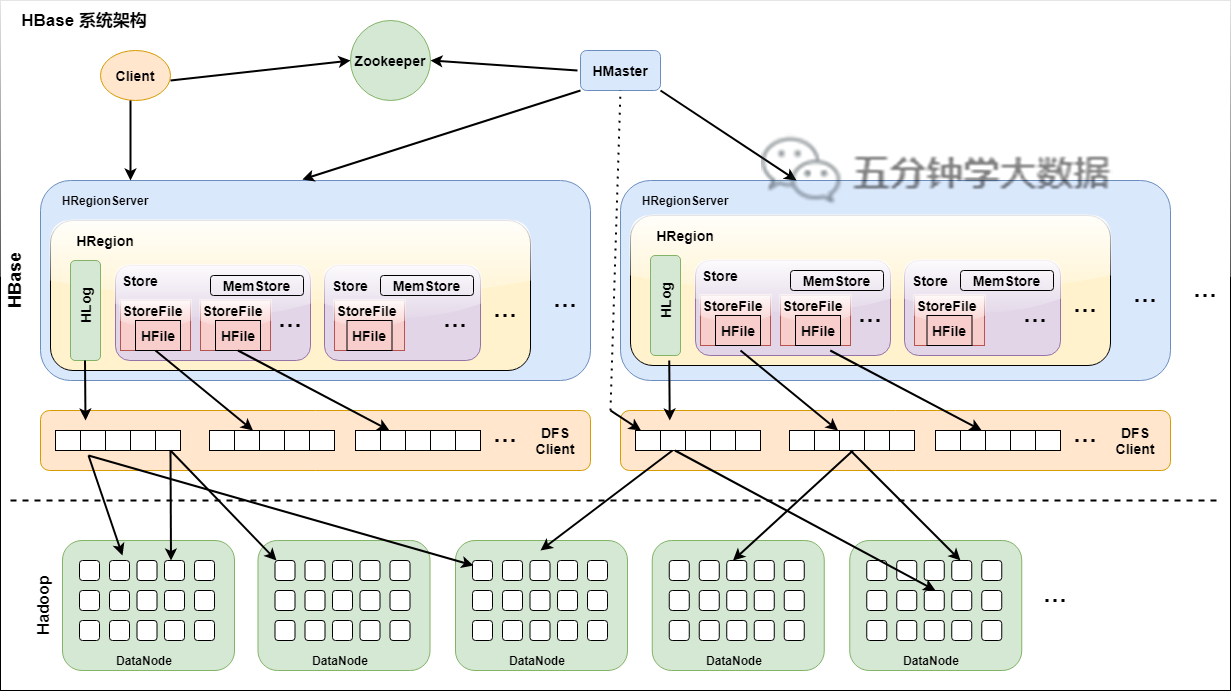 HBase 系统架构
Client
Zookeeper
HMaster
五分钟学大数据
HBase
HRegionServer
HRegion
HLog
Store
MemStore
StoreFile
HFile
StoreFile
HFile
...
Store
MemStore
StoreFile
HFile
...
...
...
HRegionServer
HRegion
HLog
Store
MemStore
StoreFile
HFile
StoreFile
HFile
...
Store
MemStore
StoreFile
HFile
...
...
...
...
...
DFS
Client
...
DFS
Client
Hadoop
DataNode
DataNode
DataNode
DataNode
DataNode
...